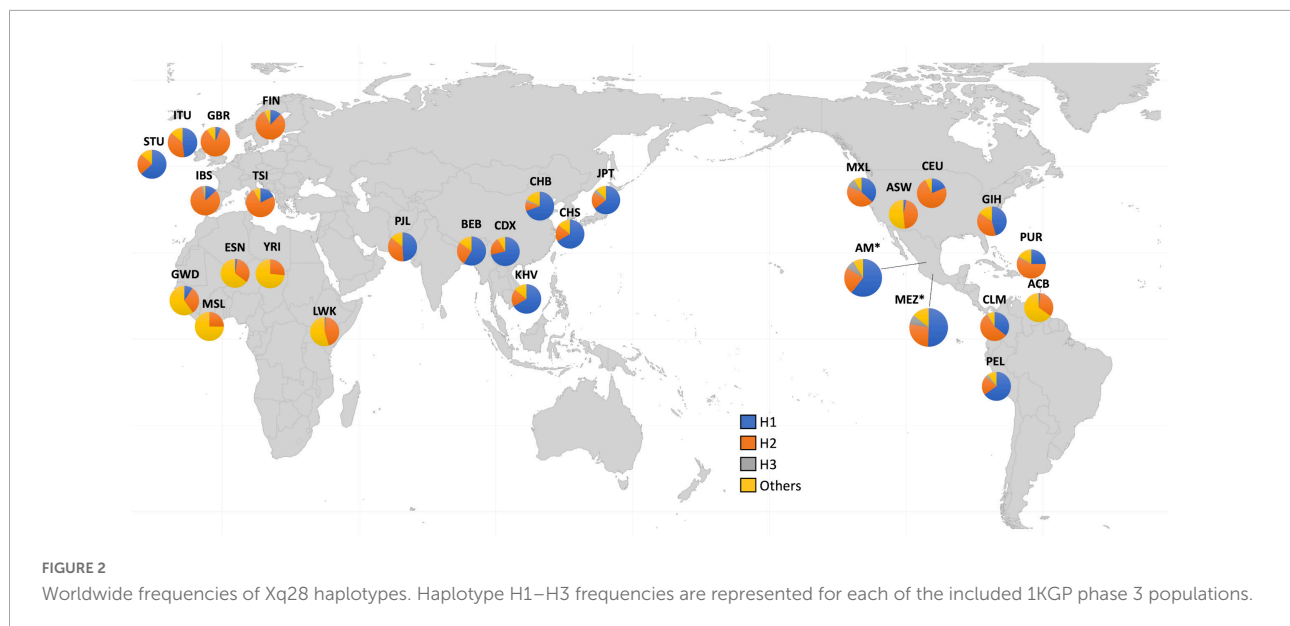 FIN
ITU GBR
STU
IBS TSI
ESN YRI
GWD
MSL
LWK
PJL
BEB CDX
CHB
JPT
CHS
KHV
MXL
ASW
CEU
GIH
AM*
PUR
MEZ*
CLM
ACB
PEL
H1
H2
H3
Others
FIGURE 2
Worldwide frequencies of Xq28 haplotypes. Haplotype H1–H3 frequencies are represented for each of the included 1KGP phase 3 populations.